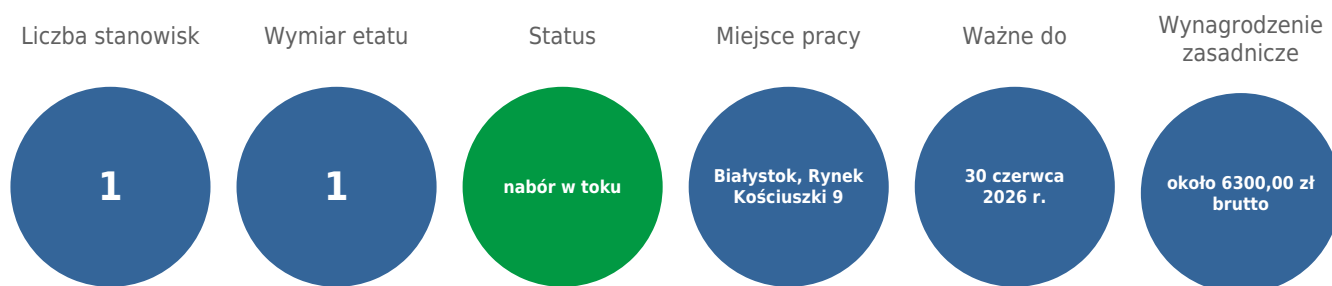 Liczba stanowisk
1
Wymiar etatu
1
Status
nabór w toku
Miejsce pracy
Białystok, Rynek
Kościuszki 9
Ważne do
30 czerwca
2026 r.
Wynagrodzenie
zasadnicze
około 6300,00 zł
brutto